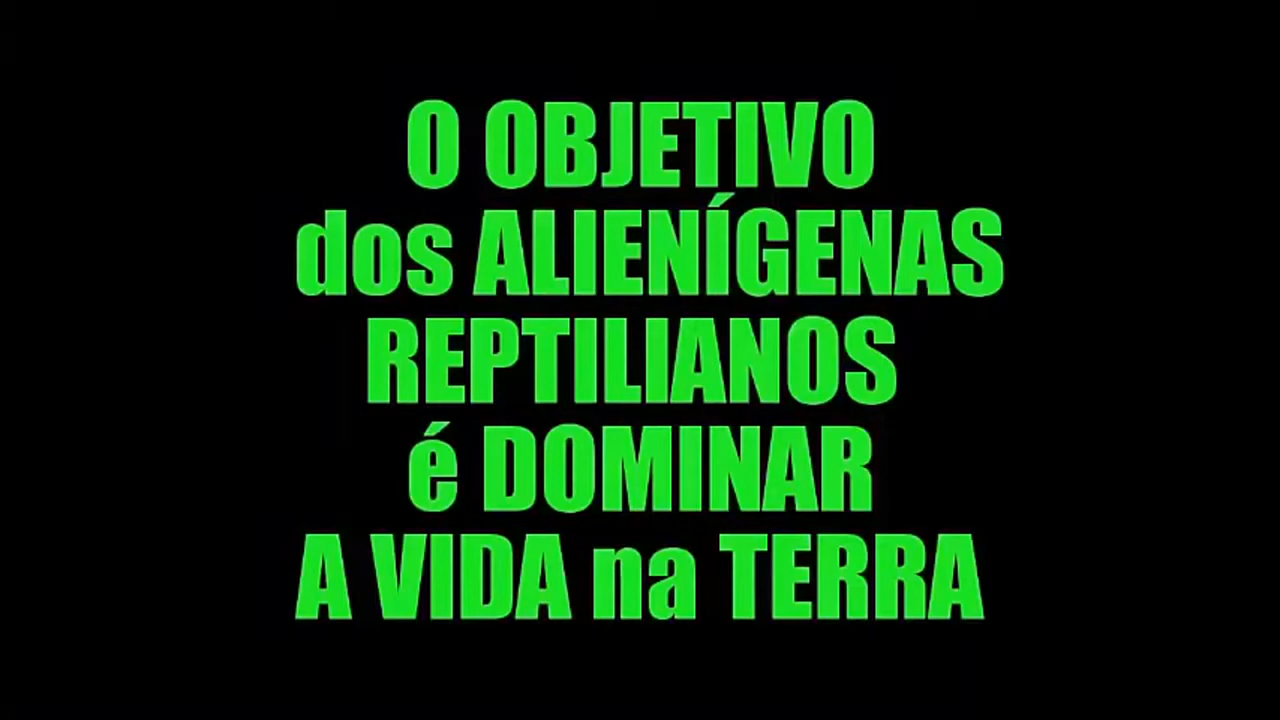 O OBJETIVO
dos ALIENÍGENAS
REPTILIANOS
é DOMINAR
A VIDA na TERRA